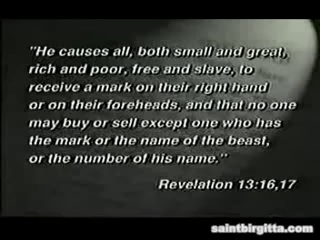 "He causes all, both small and great,
rich and poor, free and slave, to
receive a mark on their right hand
or on their foreheads, and that no one
may buy or sell except one who has
the mark or the name of the beast,
or the number of his name."
Revelation 13:16,17
saintbirgitta.com